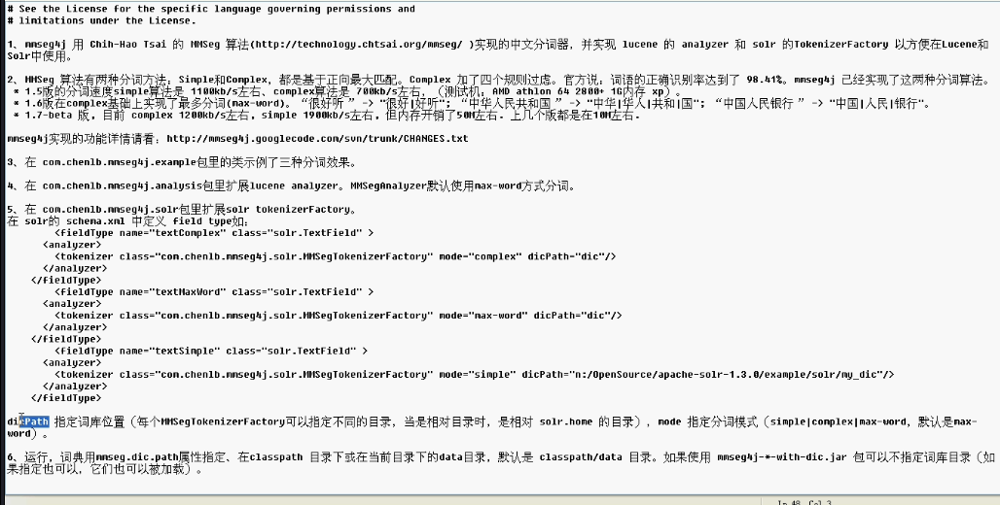 # See the License for the specific language governing permissions and
# limitations under the License.
1、mmseg4j 用 Chih-Hao Tsai 的 MMSeg 算法(http://technology.chtsai.org/mmseg/ )实现的中文分词器，并实现 lucene 的 analyzer 和 solr 的TokenizerFactory 以方便在Lucene和
Solr中使用。
2、MMSeg 算法有两种分词方法：Simple和Complex，都是基于正向最大匹配。Complex 加了四个规则过虑。官方说：词语的正确识别率达到了 98.41%。mmseg4j 已经实现了这两种分词算法。
* 1.5版的分词速度simple算法是 1100kb/s左右、complex算法是 700kb/s左右，（测试机：AMD athlon 64 2800+ 1G内存 xp）。
* 1.6版在complex基础上实现了最多分词(max-word)。“很好听 ” -> "很好|好听"; “中华人民共和国 ” -> "中华|华人|共和|国"; “中国人民银行 ” -> "中国|人民|银行"。
* 1.7-beta 版，目前 complex 1200kb/s左右，simple 1900kb/s左右，但内存开销了50M左右. 上几个版都是在10M左右.
mmseg4j实现的功能详情请看：http://mmseg4j.googlecode.com/svn/trunk/CHANGES.txt
3、在 com.chenlb.mmseg4j.example包里的类示例了三种分词效果。
4、在 com.chenlb.mmseg4j.analysis包里扩展lucene analyzer。MMSegAnalyzer默认使用max-word方式分词。
5、在 com.chenlb.mmseg4j.solr包里扩展solr tokenizerFactory。
在 solr的 schema.xml 中定义 field type如：
<fieldType name="textComplex" class="solr.TextField" >
<analyzer>
<tokenizer class="com.chenlb.mmseg4j.solr.MMSegTokenizerFactory" mode="complex" dicPath="dic"/>
</analyzer>
</fieldType>
<fieldType name="textMaxWord" class="solr.TextField" >
<analyzer>
<tokenizer class="com.chenlb.mmseg4j.solr.MMSegTokenizerFactory" mode="max-word" dicPath="dic"/>
</analyzer>
</fieldType>
<fieldType name="textSimple" class="solr.TextField" >
<analyzer>
<tokenizer class="com.chenlb.mmseg4j.solr.MMSegTokenizerFactory" mode="simple" dicPath="n:/OpenSource/apache-solr-1.3.0/example/solr/my_dic"/>
</analyzer>
</fieldType>
dicPath 指定词库位置（每个MMSegTokenizerFactory可以指定不同的目录，当是相对目录时，是相对 solr.home 的目录），mode 指定分词模式（simple|complex|max-word，默认是max-
word）。
6、运行，词典用mmseg.dic.path属性指定、在classpath 目录下或在当前目录下的data目录，默认是 classpath/data 目录。如果使用 mmseg4j-*-with-dic.jar 包可以不指定词库目录（如
果指定也可以，它们也可以被加载）。
Ln 48, Col 3